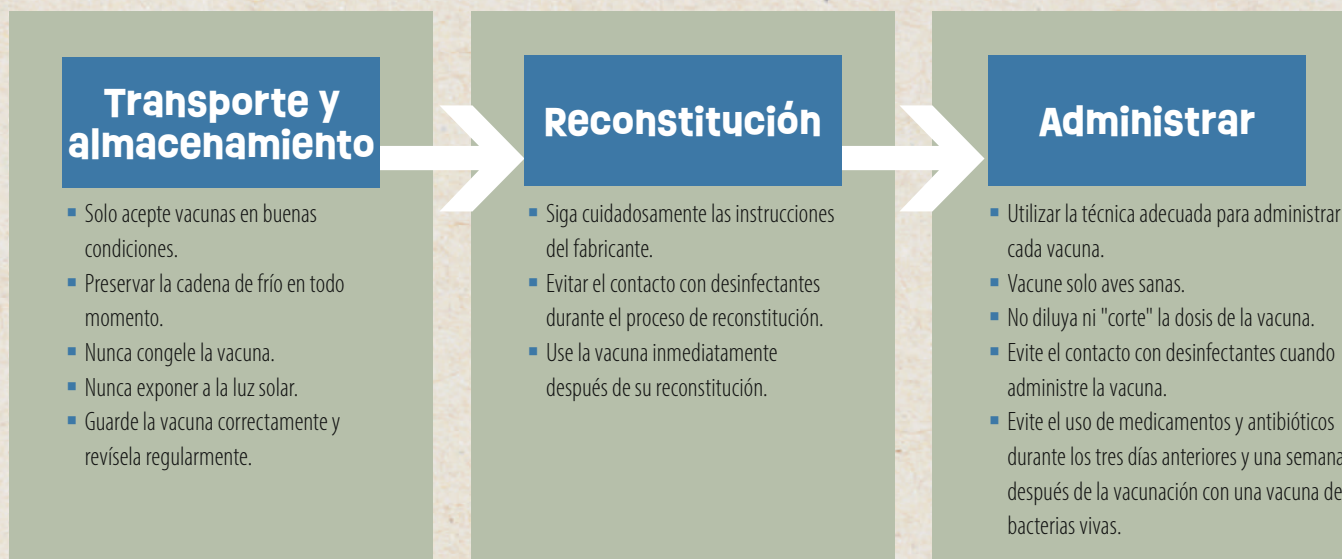 Transporte y
almacenamiento
▪ Solo acepte vacunas en buenas
condiciones.
▪ Preservar la cadena de frío en todo
momento.
▪ Nunca congele la vacuna.
▪ Nunca exponer a la luz solar.
▪ Guarde la vacuna correctamente y
revísela regularmente.
Reconstitución
▪ Siga cuidadosamente las instrucciones
del fabricante.
▪ Evitar el contacto con desinfectantes
durante el proceso de reconstitución.
▪ Use la vacuna inmediatamente
después de su reconstitución.
Administrar
▪ Utilizar la técnica adecuada para administrar
cada vacuna.
▪ Vacune solo aves sanas.
▪ No diluya ni "corte" la dosis de la vacuna.
▪ Evite el contacto con desinfectantes cuando
administre la vacuna.
▪ Evite el uso de medicamentos y antibióticos
durante los tres días anteriores y una semana
después de la vacunación con una vacuna de
bacterias vivas.